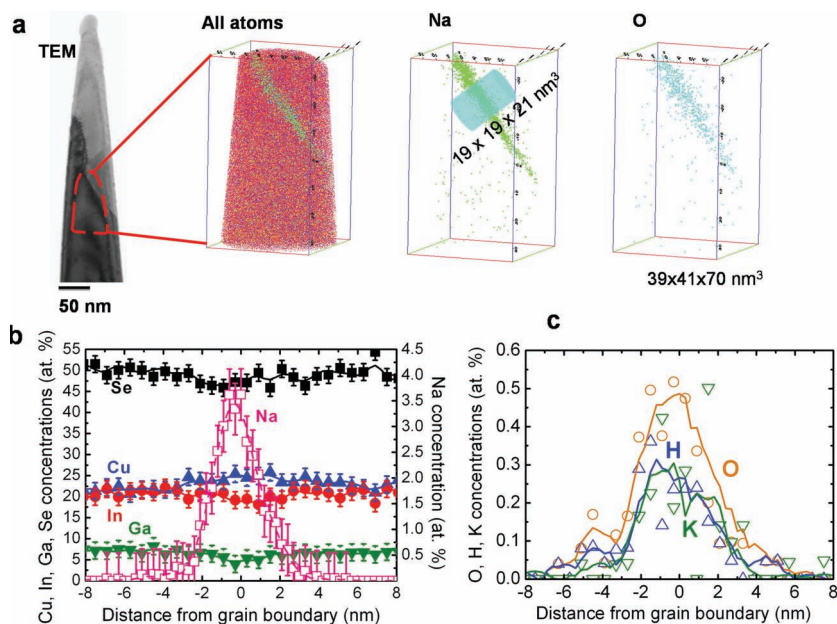 a
TEM
All atoms
Na
O
19 x 19 x 21 nm³
39x41x70 nm³
50 nm
b
Cu, In, Ga, Se concentrations (at. %)
55
50
45
40
35
30
25
20
15
10
5
0
Se
Na
Cu
In
Ga
4.5
4.0
3.5
3.0
2.5
2.0
1.5
1.0
0.5
Na concentration
(at. %)
-8 -6 -4 -2 0 2 4 6 8
Distance from grain boundary (nm)
c
O, H, K concentrations (at. %)
0.6
0.5
0.4
0.3
0.2
0.1
0.0
H
O
K
-8 -6 -4 -2 0 2 4 6 8
Distance from grain boundary (nm)